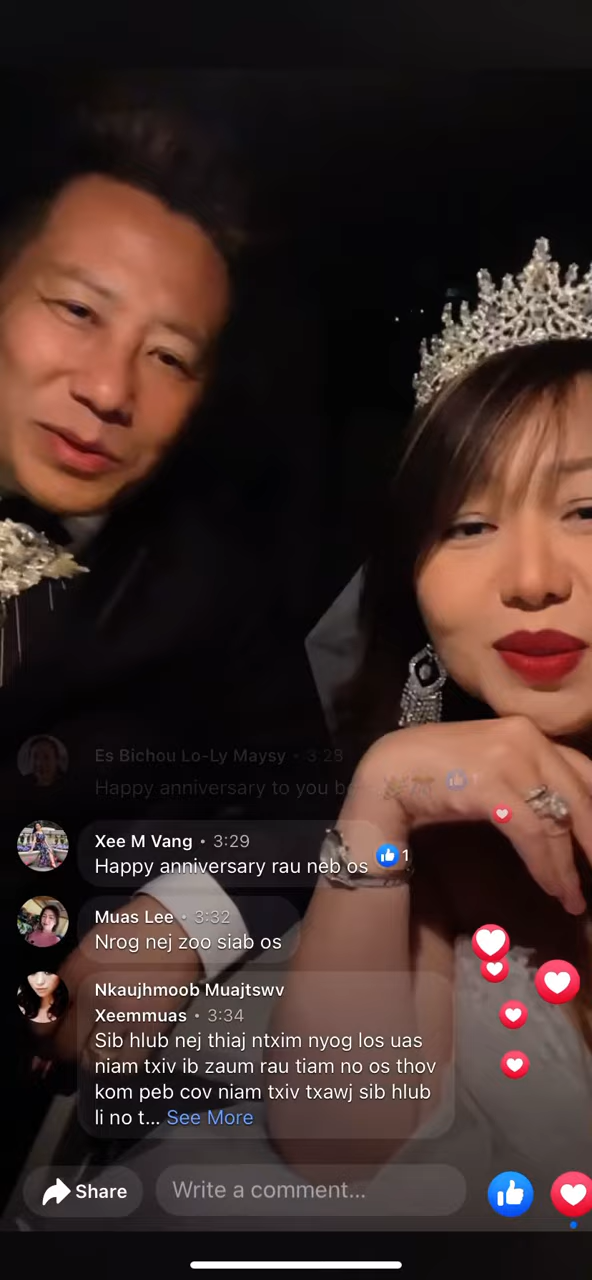 Es Bichou Lo-Ly Maysy • 3:28
Happy anniversary to you b
1
Xee M Vang • 3:29
Happy anniversary rau neb os
1
Muas Lee • 3:32
Nrog nej zoo siab os
Nkaujhmoob Muajtswv
Xeemmuas • 3:34
Sib hlub nej thiaj ntxim nyog los uas
niam txiv ib zaum rau tiam no os thov
kom peb cov niam txiv txawj sib hlub
li no t... See More
Share
Write a comment...